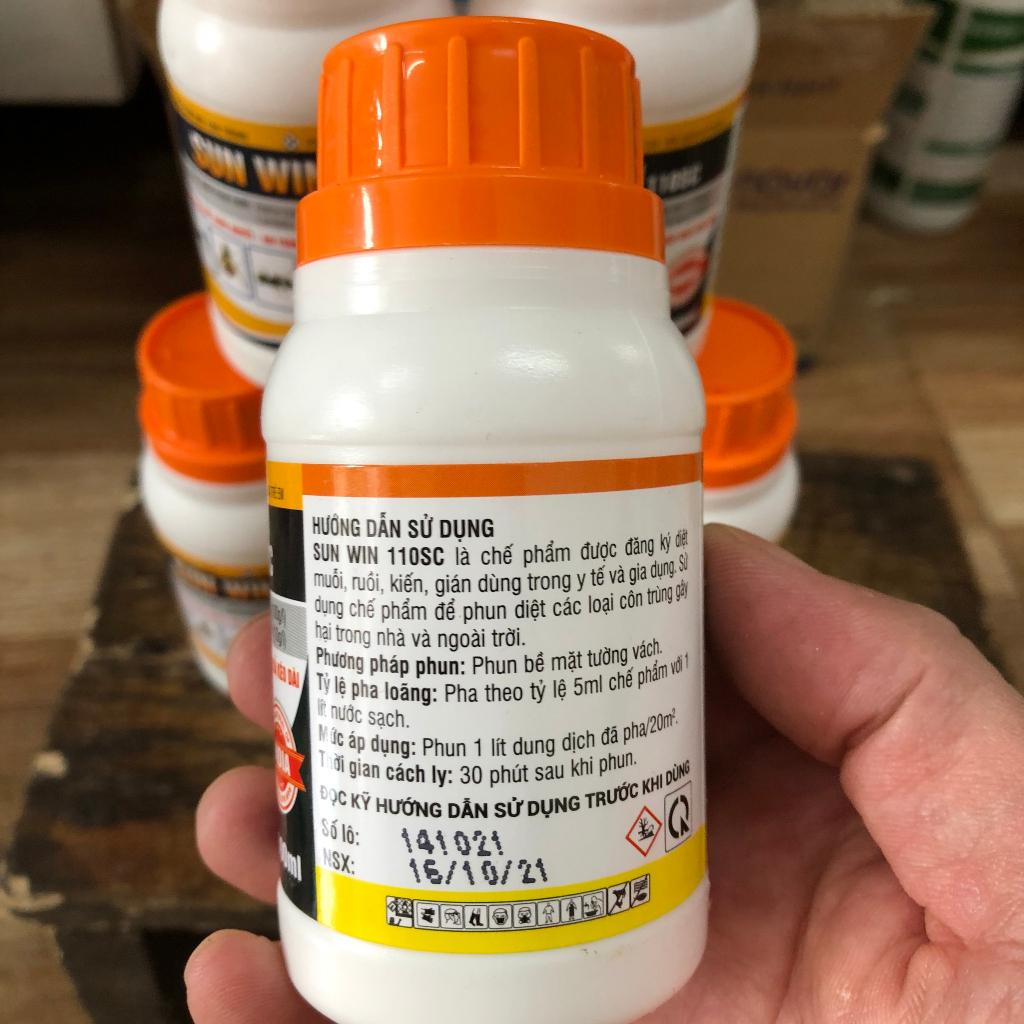 SUN WIN
110SC
HƯỚNG DẪN SỬ DỤNG
SUN WIN 110SC là chế phẩm được đăng ký diệt
muỗi, ruồi, kiến, gián dùng trong y tế và gia dụng. Sử
dụng chế phẩm để phun diệt các loại côn trùng gây
hại trong nhà và ngoài trời.
Phương pháp phun: Phun bề mặt tường vách.
Tỷ lệ pha loãng: Pha theo tỷ lệ 5ml chế phẩm với 1
lít nước sạch.
Mức áp dụng: Phun 1 lít dung dịch đã pha/20m².
Thời gian cách ly: 30 phút sau khi phun.
ĐỌC KỸ HƯỚNG DẪN SỬ DỤNG TRƯỚC KHI DÙNG
Số lô: 141021
NSX: 16/10/21
KÉO DÀI